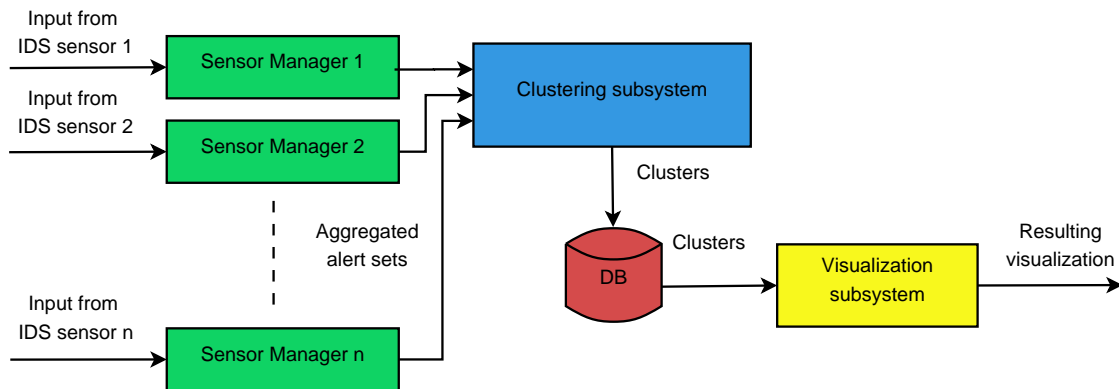 Input from
IDS sensor 1
Sensor Manager 1
Input from
IDS sensor 2
Sensor Manager 2
Clustering subsystem
Clusters
Aggregated
alert sets
Clusters
DB
Visualization
subsystem
Resulting
visualization
Input from
IDS sensor n
Sensor Manager n